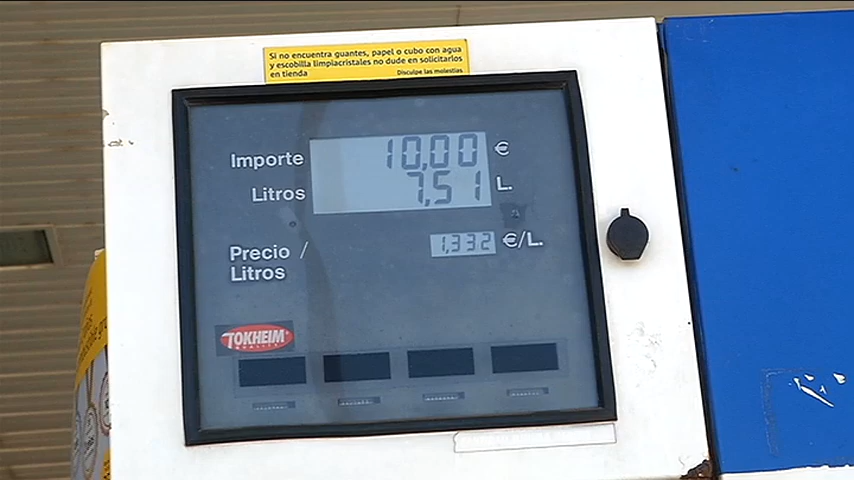 Si no encuentra guantes, papel o cubo con agua
y escobilla limpiacristales no dude en solicitarlos
en tienda
Disculpe las molestias
Importe 10,00 €
Litros 7,51 L.
Precio / 1,332 €/L.
Litros
TOKHEIM
QUALITY